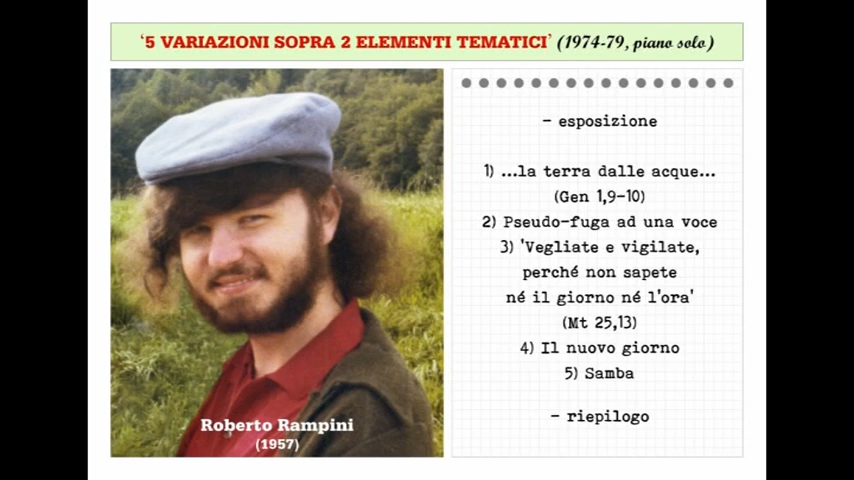 ‘5 VARIAZIONI SOPRA 2 ELEMENTI TEMATICI’ (1974-79, piano solo)
- esposizione
1) ...la terra dalle acque...
(Gen 1,9-10)
2) Pseudo-fuga ad una voce
3) 'Vegliate e vigilate,
perché non sapete
né il giorno né l'ora'
(Mt 25,13)
4) Il nuovo giorno
5) Samba
- riepilogo
Roberto Rampini
(1957)